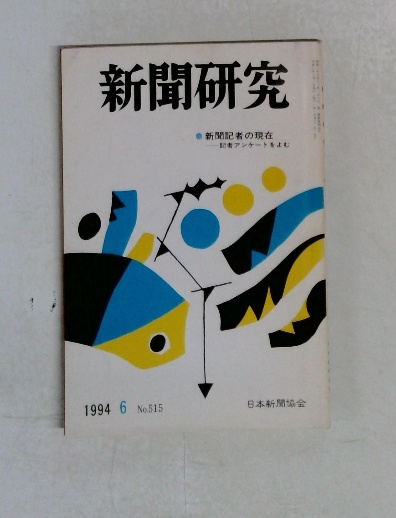 新聞研究
新聞記者の現在
──記者アンケートをよむ
1994 6 No.515
日本新聞協会